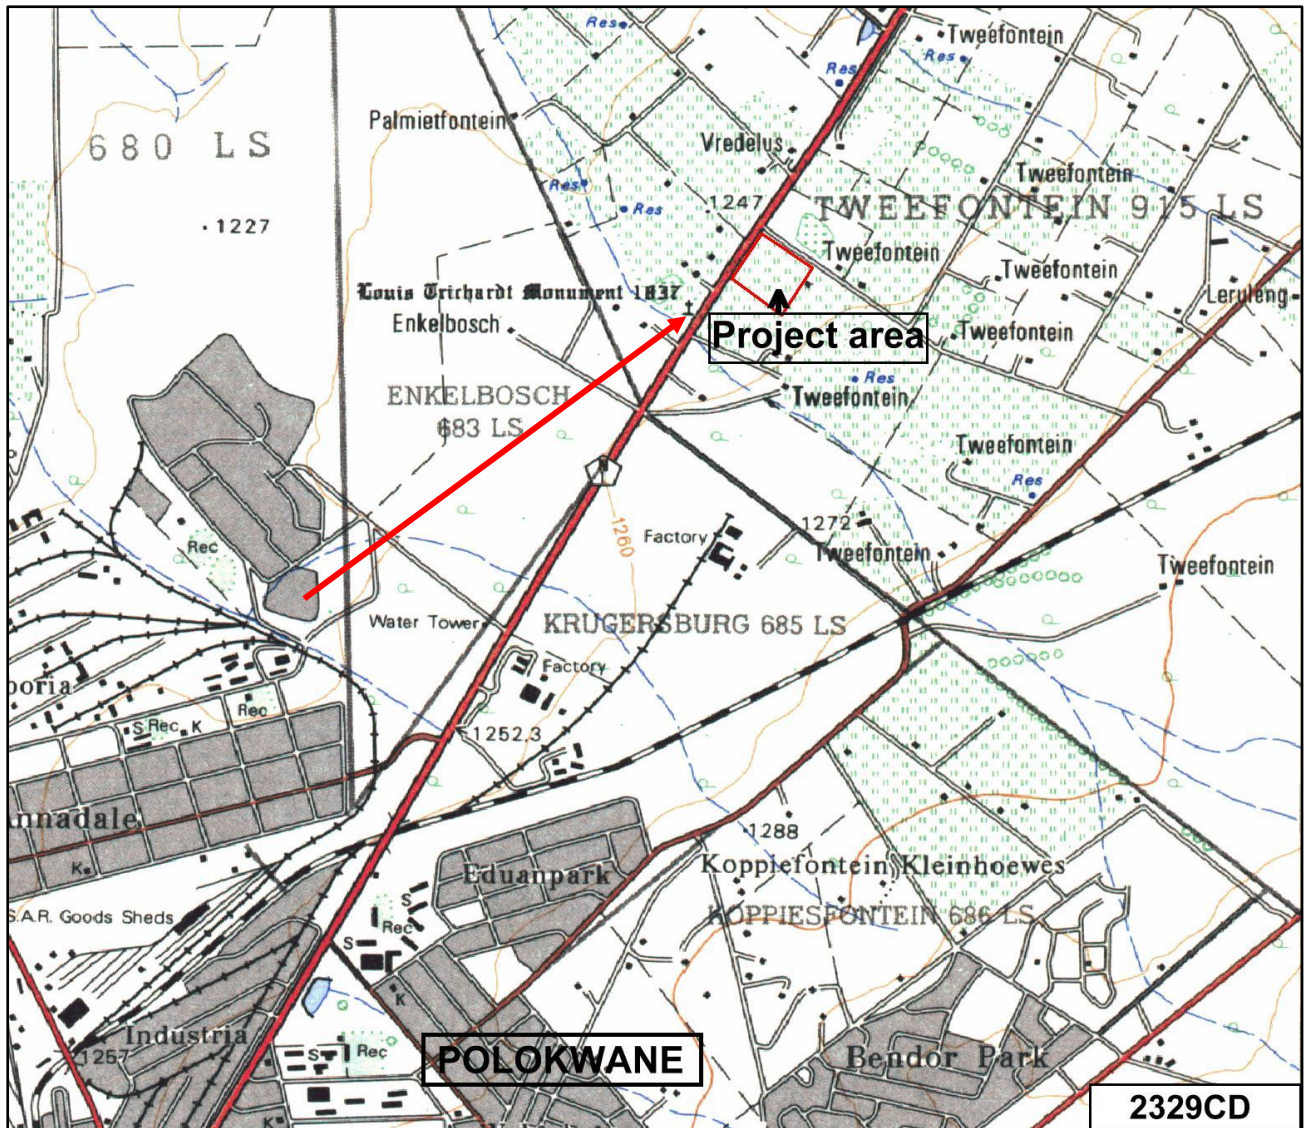 Res
Tweefontein
Res
Res
680 LS
Palmietfontein
Vredelus
Res
Res
Tweefontein
1247
TWEEFONTEIN 915 LS
1227
Tweefontein
Tweefontein
Louis Trichardt Monument 1837
Leruleng
Enkelbosch
Project area
Tweefontein
Res
ENKELBOSCH
683 LS
Tweefontein
Tweefontein
Res
N
1260
1272
Factory
Rec
Tweefontein
Tweefontein
Water Tower
KRUGERSBURG 685 LS
Factory
poria
Rec
S
Rec
K
1252.3
nnadale
1288
K
Eduanpark
Koppiefontein Kleinhoewes
S
S.A.R. Goods Sheds
Rec
KOPPIESFONTEIN 686 LS
S
K
Industria
1257
S
Rec
POLOKWANE
Bendor Park
2329CD
K